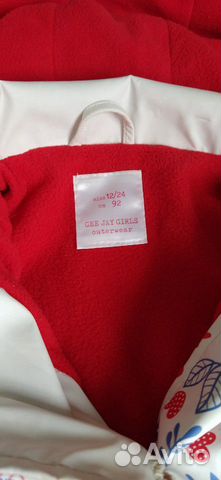 size 12/24
cm 92
GEE JAY GIRLS
outerwear
Avito